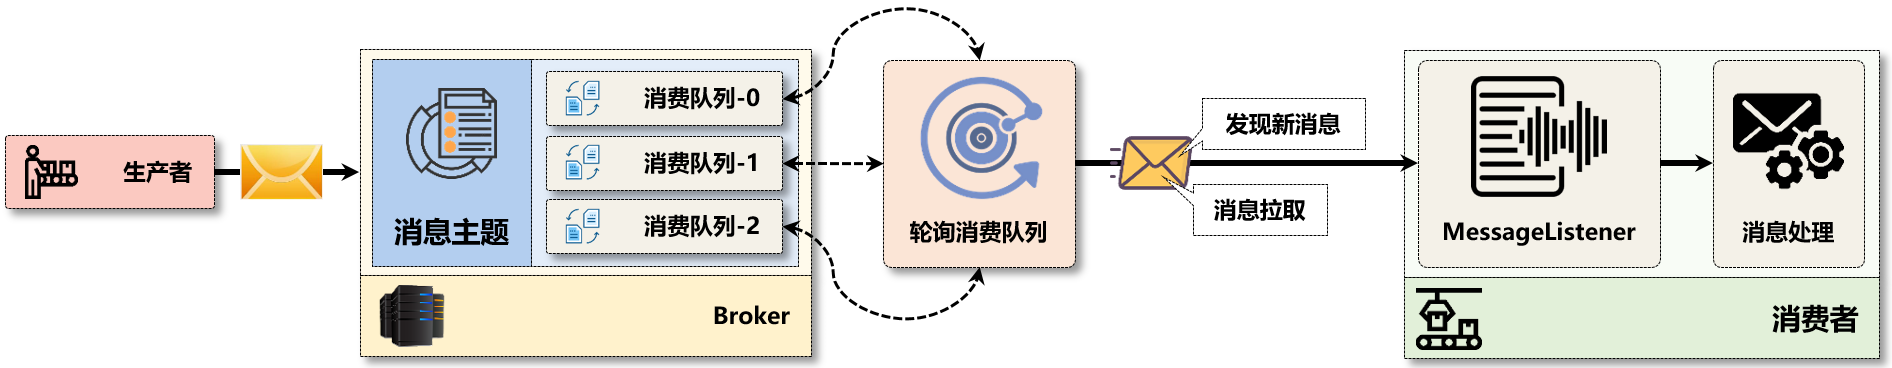 生产者
消息主题
消费队列-0
消费队列-1
消费队列-2
Broker
轮询消费队列
发现新消息
消息拉取
MessageListener
消息处理
消费者